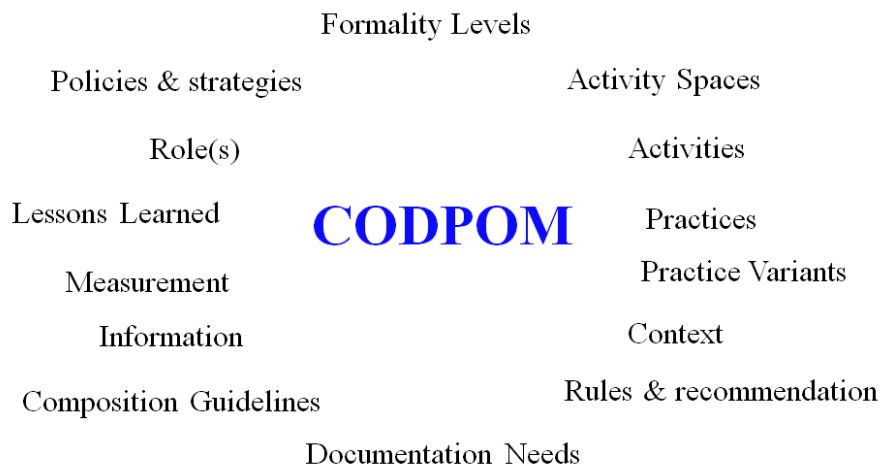 Formality Levels
Policies & strategies
Activity Spaces
Role(s)
Activities
Lessons Learned
CODPOM
Practices
Measurement
Practice Variants
Information
Context
Composition Guidelines
Rules & recommendation
Documentation Needs